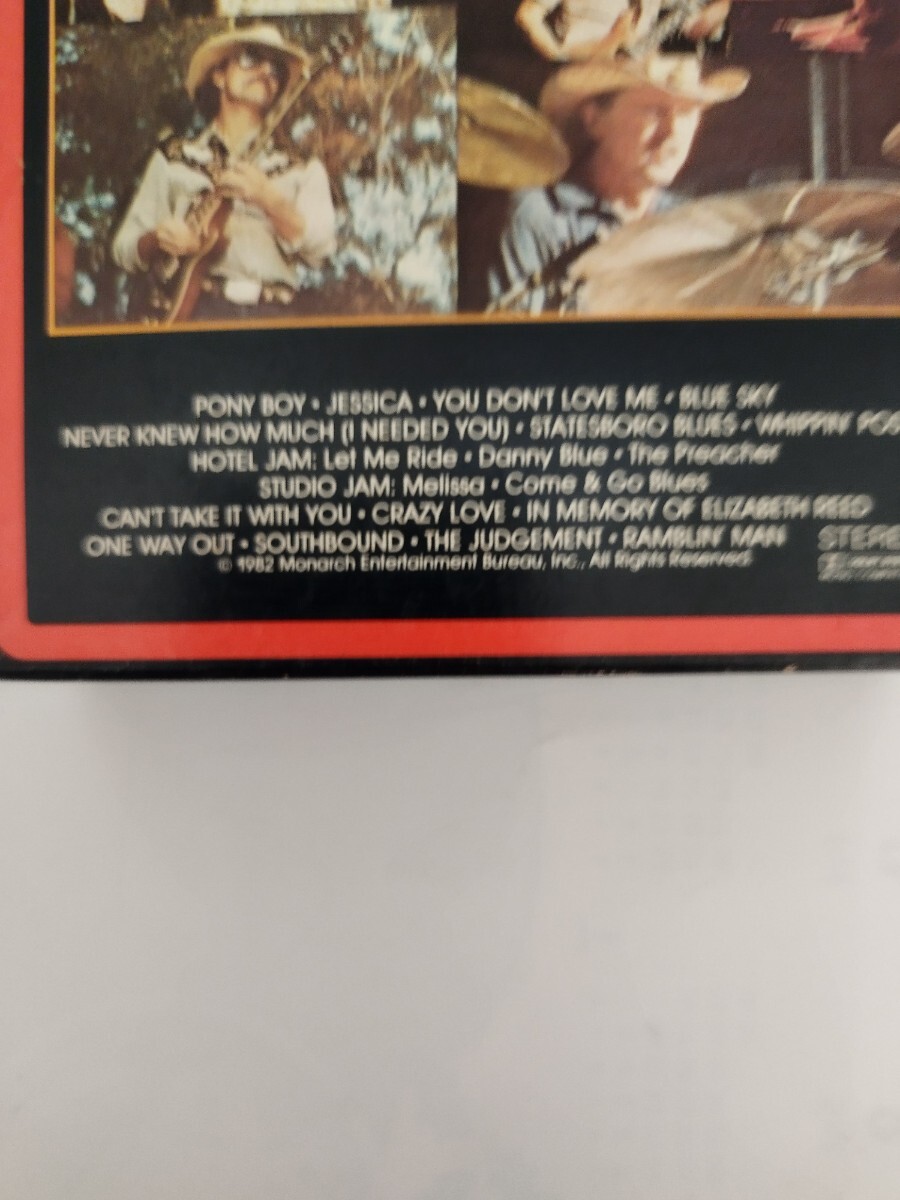 PONY BOY • JESSICA • YOU DON'T LOVE ME • BLUE SKY
NEVER KNEW HOW MUCH (I NEEDED YOU) • STATESBORO BLUES • WHIPPIN' POS
HOTEL JAM: Let Me Ride • Danny Blue • The Preacher
STUDIO JAM: Melissa • Come & Go Blues
CAN'T TAKE IT WITH YOU • CRAZY LOVE • IN MEMORY OF ELIZABETH REED
ONE WAY OUT • SOUTHBOUND • THE JUDGEMENT • RAMBLIN' MAN
STERE
© 1982 Monarch Entertainment Bureau, Inc., All Rights Reserved.